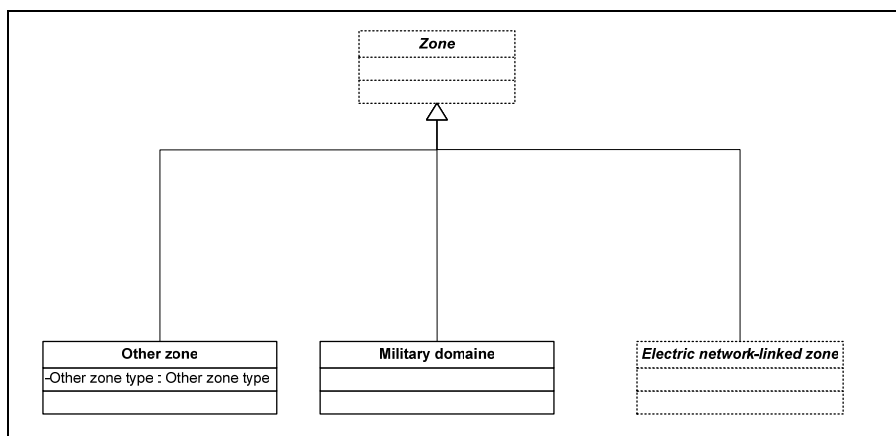 Zone
Other zone
-Other zone type : Other zone type
Military domaine
Electric network-linked zone